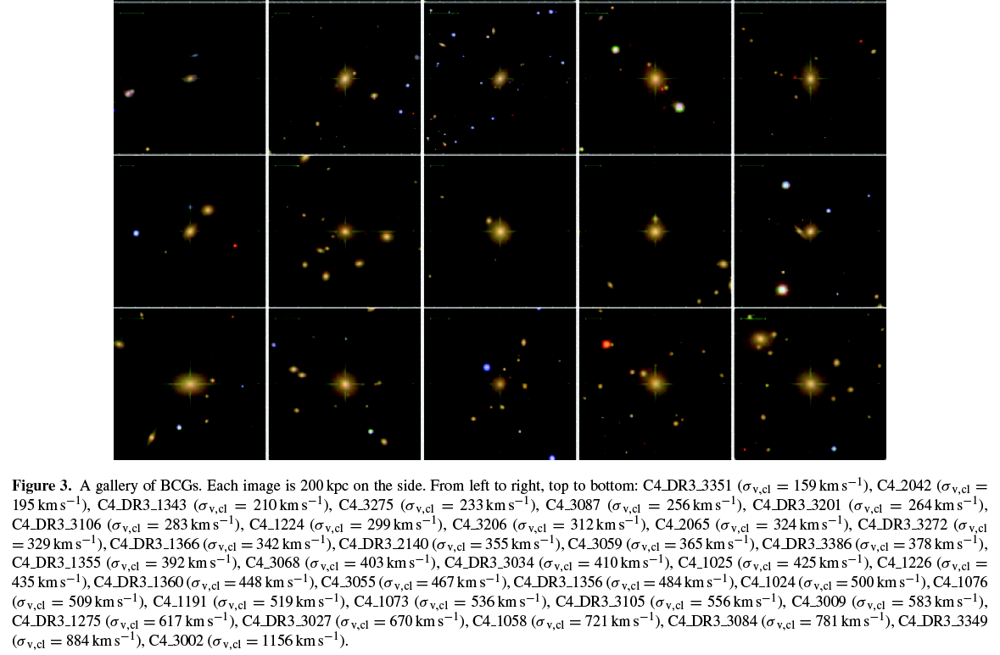 Figure 3. A gallery of BCGs. Each image is 200 kpc on the side. From left to right, top to bottom: C4_DR3_3351 (σv,cl = 159 km s−1), C4_2042 (σv,cl =
195 km s−1), C4_DR3_1343 (σv,cl = 210 km s−1), C4_3275 (σv,cl = 233 km s−1), C4_3087 (σv,cl = 256 km s−1), C4_DR3_3201 (σv,cl = 264 km s−1),
C4_DR3_3106 (σv,cl = 283 km s−1), C4_1224 (σv,cl = 299 km s−1), C4_3206 (σv,cl = 312 km s−1), C4_2065 (σv,cl = 324 km s−1), C4_DR3_3272 (σv,cl
= 329 km s−1), C4_DR3_1366 (σv,cl = 342 km s−1), C4_DR3_2140 (σv,cl = 355 km s−1), C4_3059 (σv,cl = 365 km s−1), C4_DR3_3386 (σv,cl = 378 km s−1),
C4_DR3_1355 (σv,cl = 392 km s−1), C4_3068 (σv,cl = 403 km s−1), C4_DR3_3034 (σv,cl = 410 km s−1), C4_1025 (σv,cl = 425 km s−1), C4_1226 (σv,cl =
435 km s−1), C4_DR3_1360 (σv,cl = 448 km s−1), C4_3055 (σv,cl = 467 km s−1), C4_DR3_1356 (σv,cl = 484 km s−1), C4_1024 (σv,cl = 500 km s−1), C4_1076
(σv,cl = 509 km s−1), C4_1191 (σv,cl = 519 km s−1), C4_1073 (σv,cl = 536 km s−1), C4_DR3_3105 (σv,cl = 556 km s−1), C4_3009 (σv,cl = 583 km s−1),
C4_DR3_1275 (σv,cl = 617 km s−1), C4_DR3_3027 (σv,cl = 670 km s−1), C4_1058 (σv,cl = 721 km s−1), C4_DR3_3084 (σv,cl = 781 km s−1), C4_DR3_3349
(σv,cl = 884 km s−1), C4_3002 (σv,cl = 1156 km s−1).